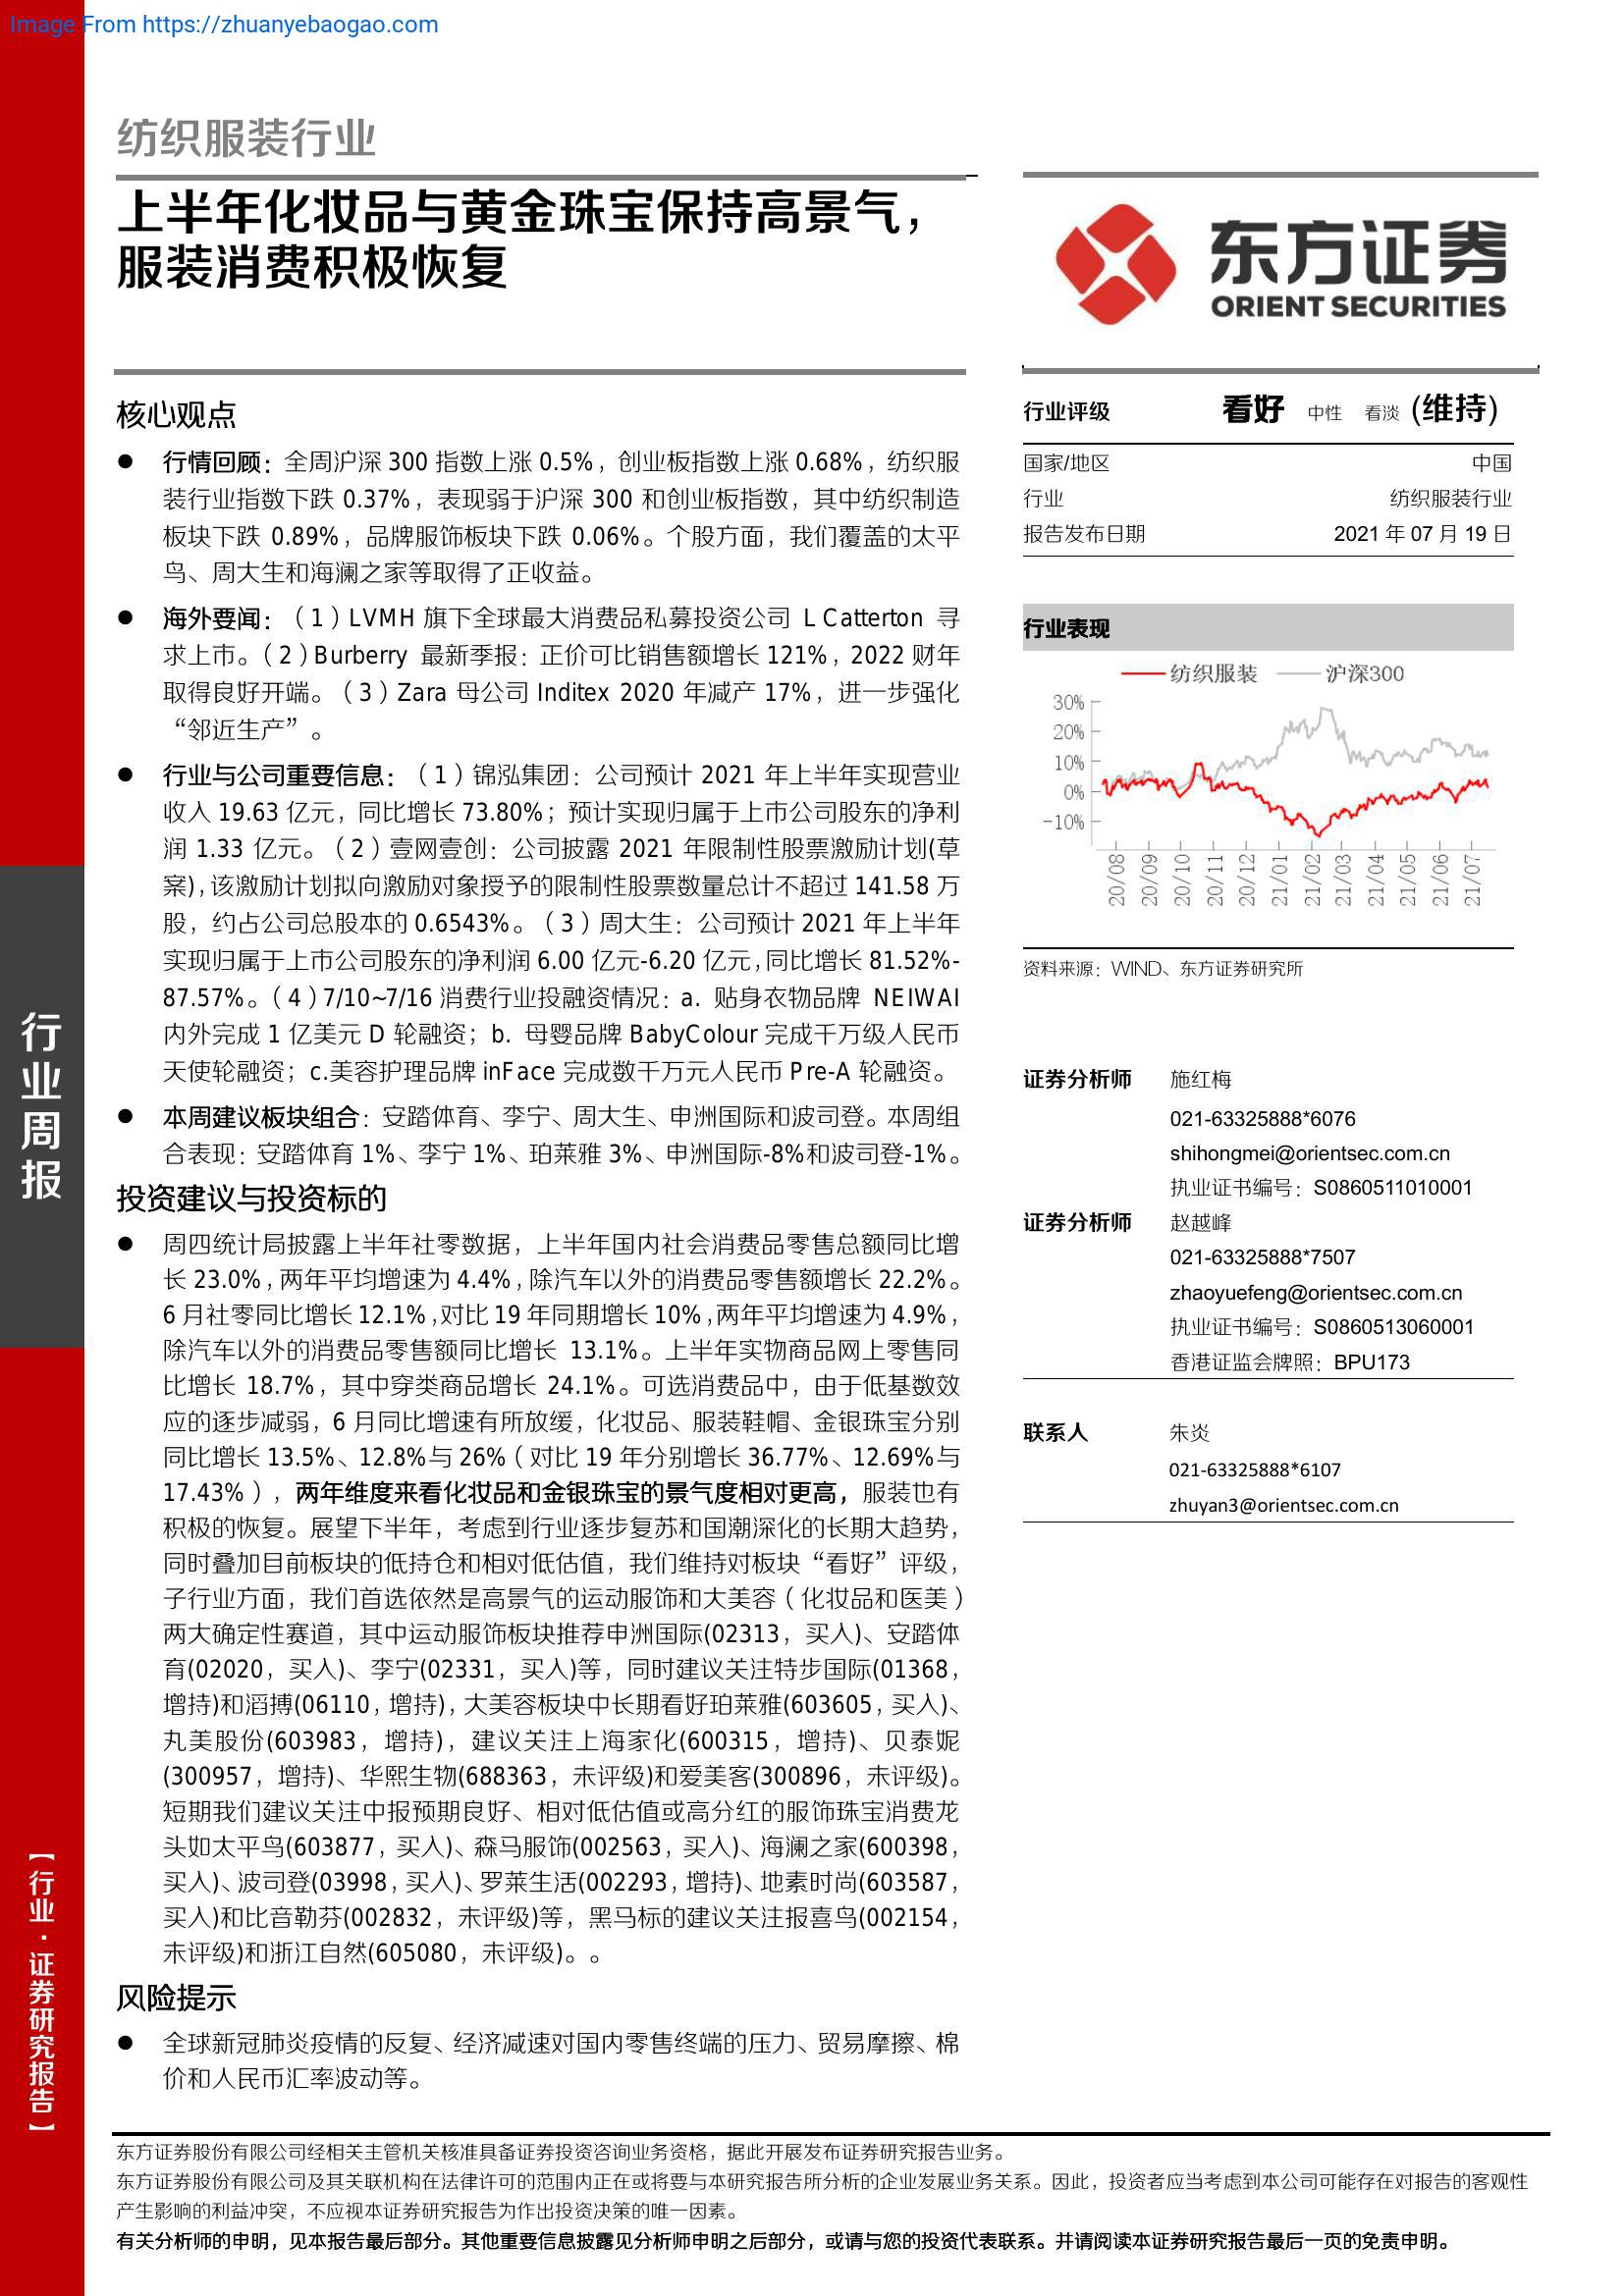 Image From https://zhuanyebaogao.com
纺织服装行业
上半年化妆品与黄金珠宝保持高景气，
服装消费积极恢复
核心观点
● 行情回顾：全周沪深 300 指数上涨 0.5%，创业板指数上涨 0.68%，纺织服
装行业指数下跌 0.37%，表现弱于沪深 300 和创业板指数，其中纺织制造
板块下跌 0.89%，品牌服饰板块下跌 0.06%。个股方面，我们覆盖的太平
鸟、周大生和海澜之家等取得了正收益。
● 海外要闻：（1）LVMH 旗下全球最大消费品私募投资公司 L Catterton 寻
求上市。（2）Burberry 最新季报：正价可比销售额增长 121%，2022 财年
取得良好开端。（3）Zara 母公司 Inditex 2020 年减产 17%，进一步强化
“邻近生产”。
● 行业与公司重要信息：（1）锦泓集团：公司预计 2021 年上半年实现营业
收入 19.63 亿元，同比增长 73.80%；预计实现归属于上市公司股东的净利
润 1.33 亿元。（2）壹网壹创：公司披露 2021 年限制性股票激励计划(草
案)，该激励计划拟向激励对象授予的限制性股票数量总计不超过 141.58 万
股，约占公司总股本的 0.6543%。（3）周大生：公司预计 2021 年上半年
实现归属于上市公司股东的净利润 6.00 亿元-6.20 亿元，同比增长 81.52%-
87.57%。（4）7/10~7/16 消费行业投融资情况：a. 贴身衣物品牌 NEIWAI
内外完成 1 亿美元 D 轮融资；b. 母婴品牌 BabyColour 完成千万级人民币
天使轮融资；c.美容护理品牌 inFace 完成数千万元人民币 Pre-A 轮融资。
● 本周建议板块组合：安踏体育、李宁、周大生、申洲国际和波司登。本周组
合表现：安踏体育 1%、李宁 1%、珀莱雅 3%、申洲国际-8%和波司登-1%。
投资建议与投资标的
● 周四统计局披露上半年社零数据，上半年国内社会消费品零售总额同比增
长 23.0%，两年平均增速为 4.4%，除汽车以外的消费品零售额增长 22.2%。
6 月社零同比增长 12.1%，对比 19 年同期增长 10%，两年平均增速为 4.9%，
除汽车以外的消费品零售额同比增长 13.1%。上半年实物商品网上零售同
比增长 18.7%，其中穿类商品增长 24.1%。可选消费品中，由于低基数效
应的逐步减弱，6 月同比增速有所放缓，化妆品、服装鞋帽、金银珠宝分别
同比增长 13.5%、12.8%与 26%（对比 19 年分别增长 36.77%、12.69%与
17.43%），两年维度来看化妆品和金银珠宝的景气度相对更高，服装也有
积极的恢复。展望下半年，考虑到行业逐步复苏和国潮深化的长期大趋势，
同时叠加目前板块的低持仓和相对低估值，我们维持对板块“看好”评级，
子行业方面，我们首选依然是高景气的运动服饰和大美容（化妆品和医美）
两大确定性赛道，其中运动服饰板块推荐申洲国际(02313，买入)、安踏体
育(02020，买入)、李宁(02331，买入)等，同时建议关注特步国际(01368，
增持)和滔搏(06110，增持)，大美容板块中长期看好珀莱雅(603605，买入)、
丸美股份(603983，增持)，建议关注上海家化(600315，增持)、贝泰妮
(300957，增持)、华熙生物(688363，未评级)和爱美客(300896，未评级)。
短期我们建议关注中报预期良好、相对低估值或高分红的服饰珠宝消费龙
头如太平鸟(603877，买入)、森马服饰(002563，买入)、海澜之家(600398，
买入)、波司登(03998，买入)、罗莱生活(002293，增持)、地素时尚(603587，
买入)和比音勒芬(002832，未评级)等，黑马标的建议关注报喜鸟(002154，
未评级)和浙江自然(605080，未评级)。。
风险提示
● 全球新冠肺炎疫情的反复、经济减速对国内零售终端的压力、贸易摩擦、棉
价和人民币汇率波动等。
东方证券
ORIENT SECURITIES
行业评级 看好 中性 看淡 (维持)
国家/地区 中国
行业 纺织服装行业
报告发布日期 2021 年 07 月 19 日
行业表现
纺织服装 沪深300
30%
20%
10%
0%
-10%
20/08 20/09 20/10 20/11 20/12 21/01 21/02 21/03 21/04 21/05 21/06 21/07
资料来源：WIND、东方证券研究所
证券分析师 施红梅
021-63325888*6076
shihongmei@orientsec.com.cn
执业证书编号：S0860511010001
证券分析师 赵越峰
021-63325888*7507
zhaoyuefeng@orientsec.com.cn
执业证书编号：S0860513060001
香港证监会牌照：BPU173
联系人 朱炎
021-63325888*6107
zhuyan3@orientsec.com.cn
行业周报
【行业·证券研究报告】
东方证券股份有限公司经相关主管机关核准具备证券投资咨询业务资格，据此开展发布证券研究报告业务。
东方证券股份有限公司及其关联机构在法律许可的范围内正在或将要与本研究报告所分析的企业发展业务关系。因此，投资者应当考虑到本公司可能存在对报告的客观性
产生影响的利益冲突，不应视本证券研究报告为作出投资决策的唯一因素。
有关分析师的申明，见本报告最后部分。其他重要信息披露见分析师申明之后部分，或请与您的投资代表联系。并请阅读本证券研究报告最后一页的免责申明。